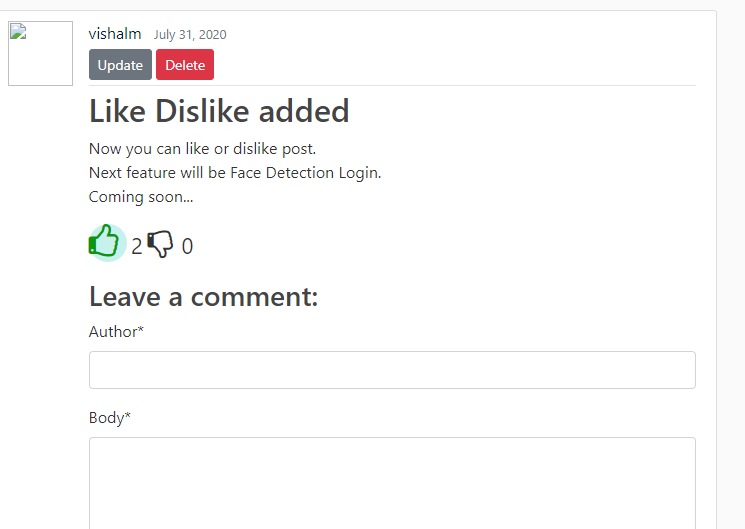 vishalm July 31, 2020
Update Delete
Like Dislike added
Now you can like or dislike post.
Next feature will be Face Detection Login.
Coming soon...
2 0
Leave a comment:
Author*
Body*